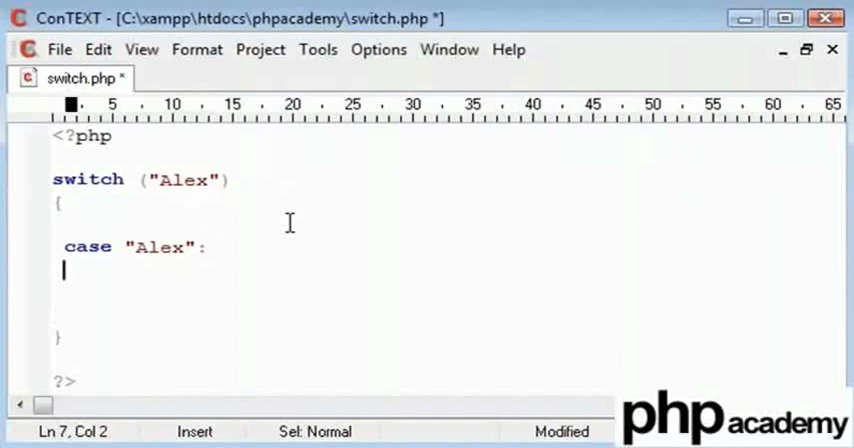 ConTEXT - [C:\xampp\htdocs\phpacademy\switch.php *]
File Edit View Format Project Tools Options Window Help
switch.php *
5 10 15 20 25 30 35 40 45 50 55 60 65
<?php
switch ("Alex")
{
case "Alex":
}
?>
Ln 7, Col 2 Insert Sel: Normal Modified
php academy